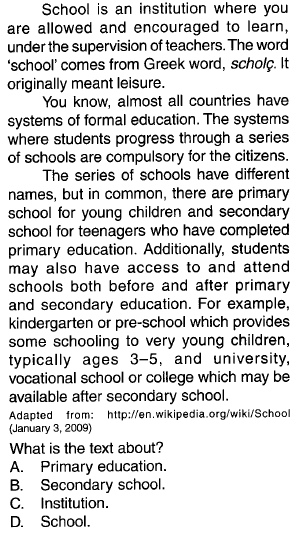 School is an institution where you
are allowed and encouraged to learn,
under the supervision of teachers. The word
'school' comes from Greek word, scholç. It
originally meant leisure.
You know, almost all countries have
systems of formal education. The systems
where students progress through a series
of schools are compulsory for the citizens.
The series of schools have different
names, but in common, there are primary
school for young children and secondary
school for teenagers who have completed
primary education. Additionally, students
may also have access to and attend
schools both before and after primary
and secondary education. For example,
kindergarten or pre-school which provides
some schooling to very young children,
typically ages 3–5, and university,
vocational school or college which may be
available after secondary school.
Adapted from: http://en.wikipedia.org/wiki/School
(January 3, 2009)
What is the text about?
A. Primary education.
B. Secondary school.
C. Institution.
D. School.